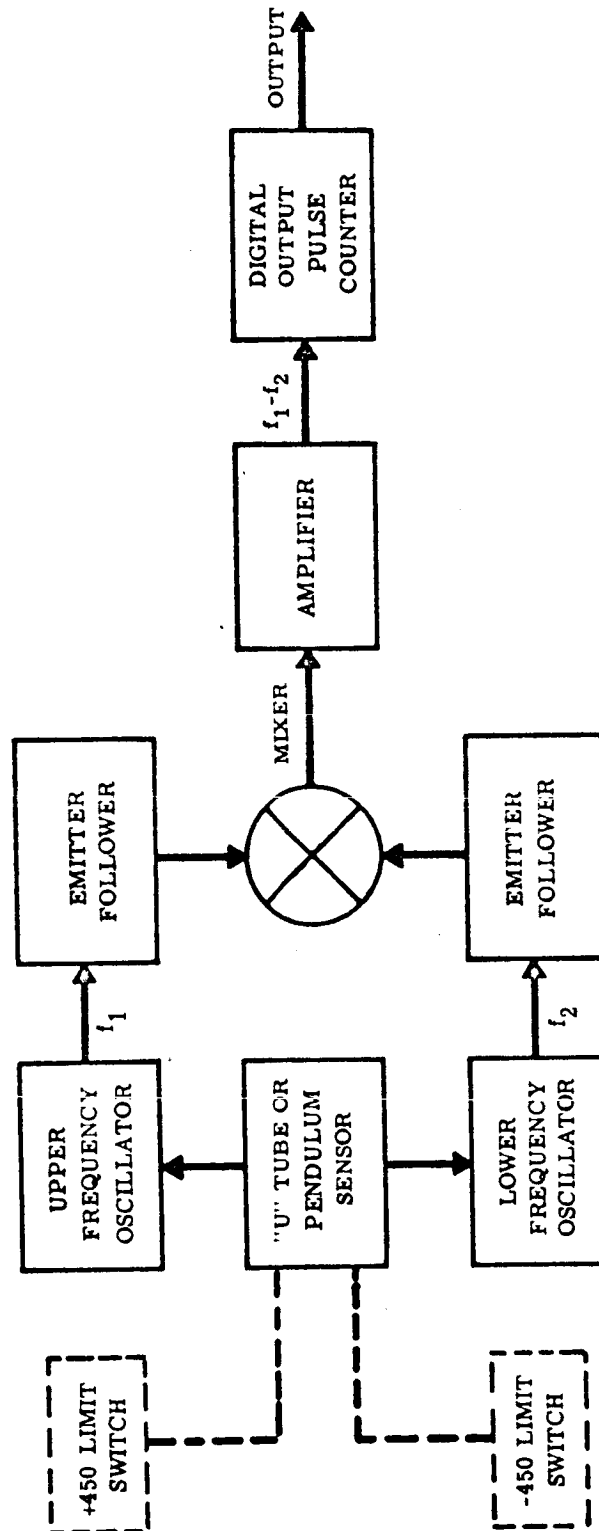 +450 LIMIT
SWITCH
-450 LIMIT
SWITCH
UPPER
FREQUENCY
OSCILLATOR
"U" TUBE OR
PENDULUM
SENSOR
LOWER
FREQUENCY
OSCILLATOR
f1
f2
EMITTER
FOLLOWER
EMITTER
FOLLOWER
MIXER
AMPLIFIER
f1-f2
DIGITAL
OUTPUT
PULSE
COUNTER
OUTPUT